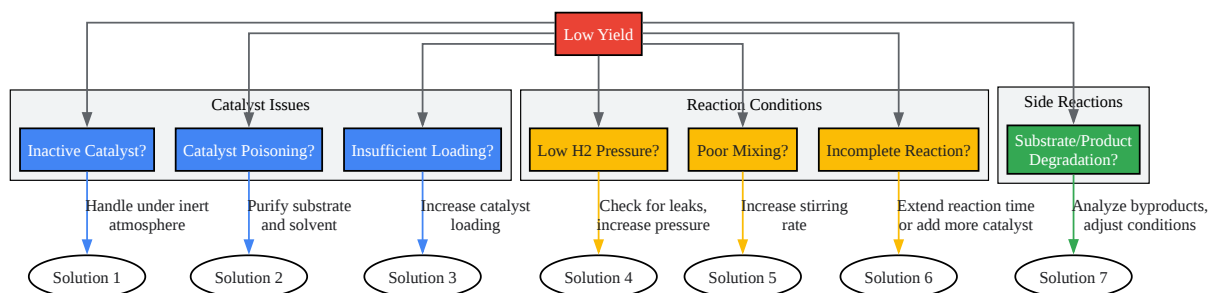 Low Yield
Catalyst Issues
Reaction Conditions
Side Reactions
Inactive Catalyst?
Catalyst Poisoning?
Insufficient Loading?
Low H2 Pressure?
Poor Mixing?
Incomplete Reaction?
Substrate/Product
Degradation?
Handle under inert
atmosphere
Purify substrate
and solvent
Increase catalyst
loading
Check for leaks,
increase pressure
Increase stirring
rate
Extend reaction time
or add more catalyst
Analyze byproducts,
adjust conditions
Solution 1
Solution 2
Solution 3
Solution 4
Solution 5
Solution 6
Solution 7